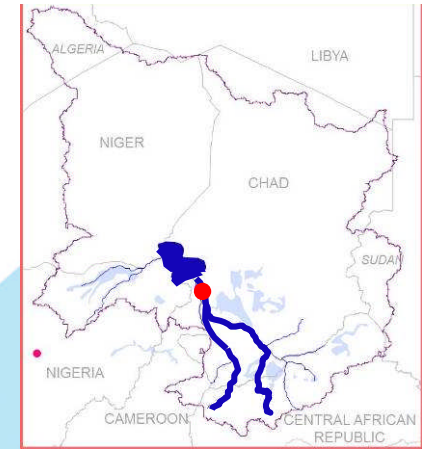 ALGERIA
LIBYA
NIGER
CHAD
SUDAN
NIGERIA
CAMEROON
CENTRAL AFRICAN
REPUBLIC